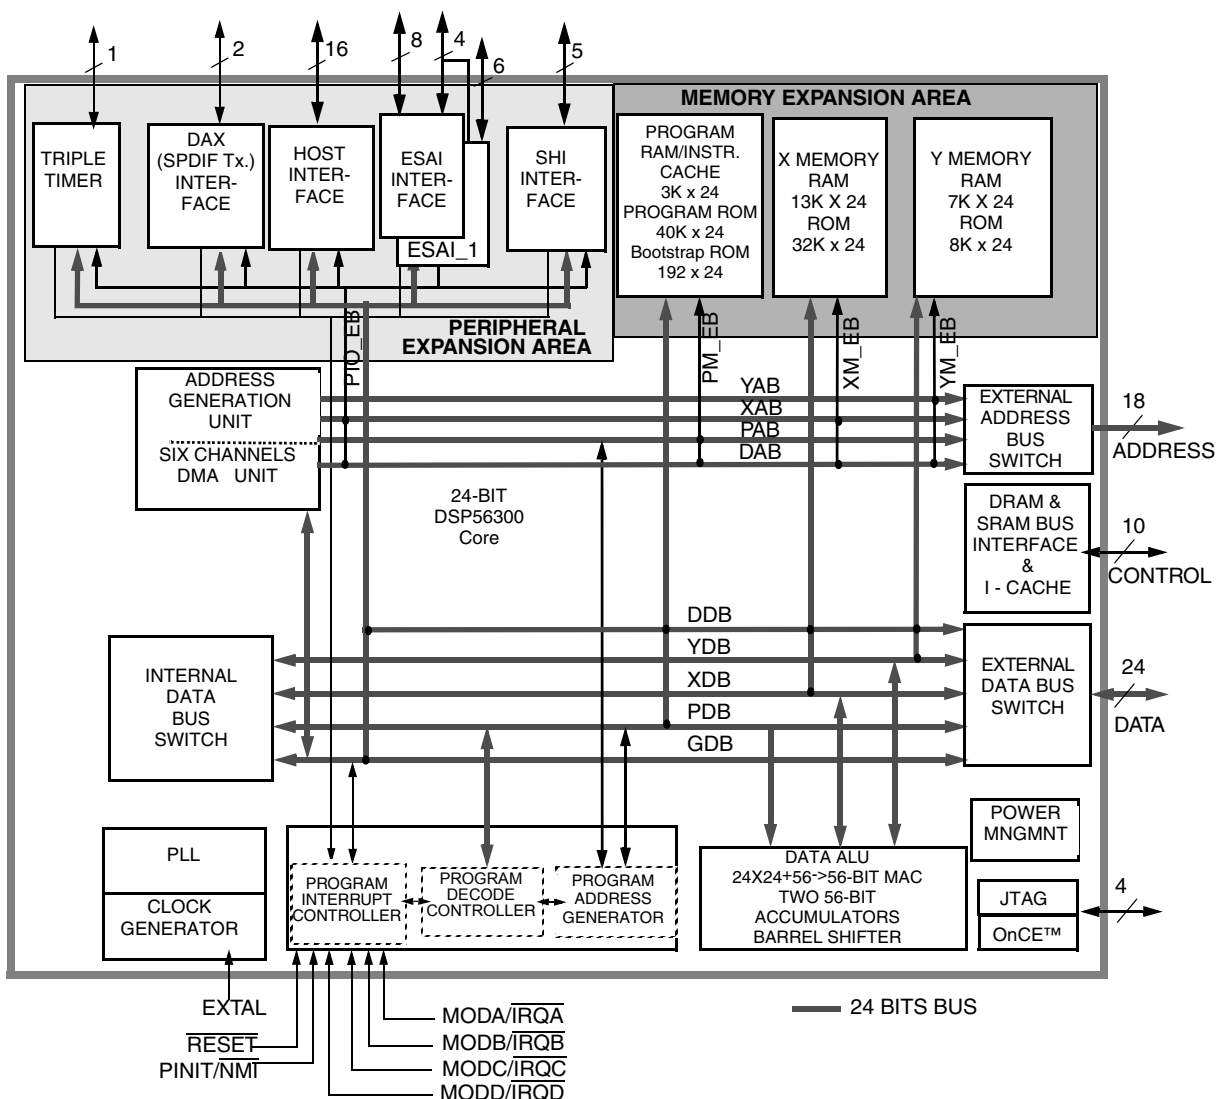 1
2
16
8
4
6
5
MEMORY EXPANSION AREA
TRIPLE
TIMER
DAX
(SPDIF Tx.)
INTER-
FACE
HOST
INTER-
FACE
ESAI
INTER-
FACE
ESAI_1
SHI
INTER-
FACE
PROGRAM
RAM/INSTR.
CACHE
3K x 24
PROGRAM ROM
40K x 24
Bootstrap ROM
192 x 24
X MEMORY
RAM
13K X 24
ROM
32K x 24
Y MEMORY
RAM
7K X 24
ROM
8K x 24
PERIPHERAL
EXPANSION AREA
PIO_EB
PM_EB
XM_EB
YM_EB
ADDRESS
GENERATION
UNIT
SIX CHANNELS
DMA UNIT
YAB
XAB
PAB
DAB
EXTERNAL
ADDRESS
BUS
SWITCH
18
ADDRESS
24-BIT
DSP56300
Core
DRAM &
SRAM BUS
INTERFACE
&
I - CACHE
10
CONTROL
INTERNAL
DATA
BUS
SWITCH
DDB
YDB
XDB
PDB
GDB
EXTERNAL
DATA BUS
SWITCH
24
DATA
POWER
MNGMNT
PLL
CLOCK
GENERATOR
PROGRAM
INTERRUPT
CONTROLLER
PROGRAM
DECODE
CONTROLLER
PROGRAM
ADDRESS
GENERATOR
DATA ALU
24X24+56->56-BIT MAC
TWO 56-BIT
ACCUMULATORS
BARREL SHIFTER
JTAG
OnCE™
4
EXTAL
RESET
PINIT/NMI
MODA/IRQA
MODB/IRQB
MODC/IRQC
MODD/IRQD
24 BITS BUS